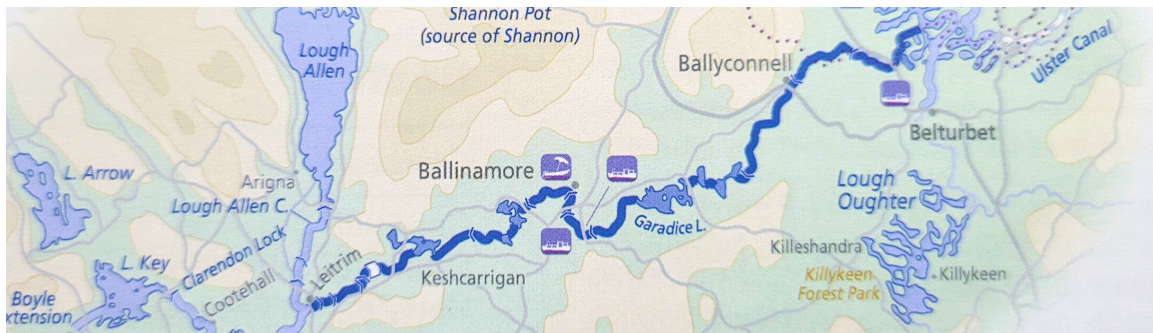 Shannon Pot
(source of Shannon)
Lough
Allen
Ulster Canal
Ballyconnell
Belturbet
L. Arrow
Ballinamore
Arigna
Lough Allen C.
Lough
Oughter
Garadice L.
Clarendon Lock
L. Key
Leitrim
Keshcarrigan
Killeshandra
Cootehall
Killykeen
Forest Park
Killykeen
Boyle
xtension